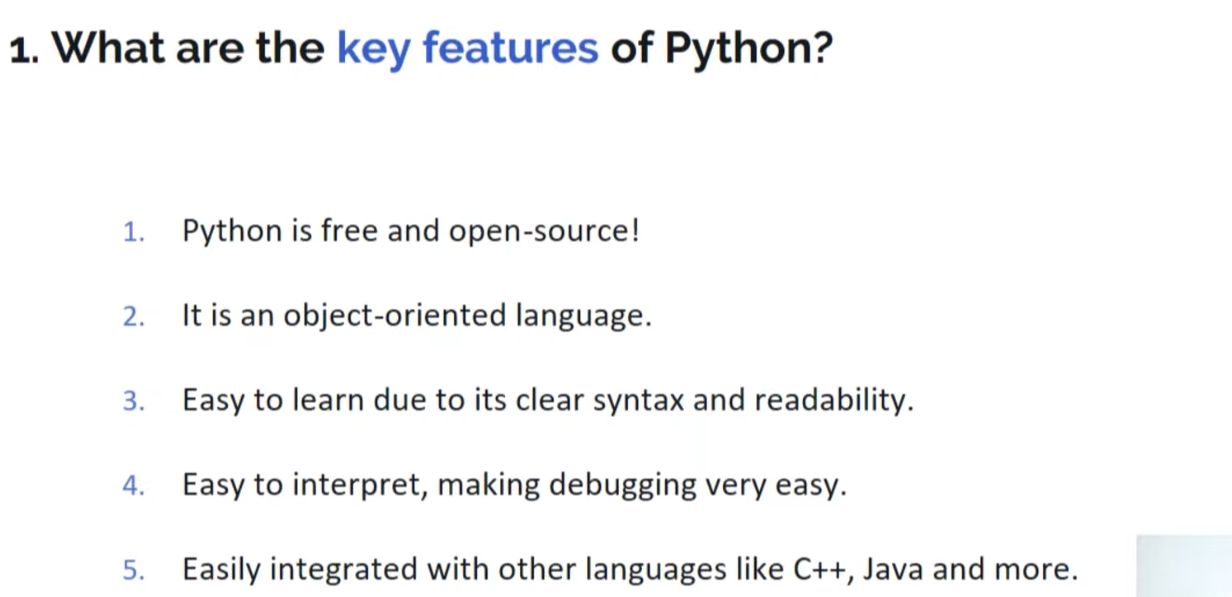 1. What are the key features of Python?
1. Python is free and open-source!
2. It is an object-oriented language.
3. Easy to learn due to its clear syntax and readability.
4. Easy to interpret, making debugging very easy.
5. Easily integrated with other languages like C++, Java and more.